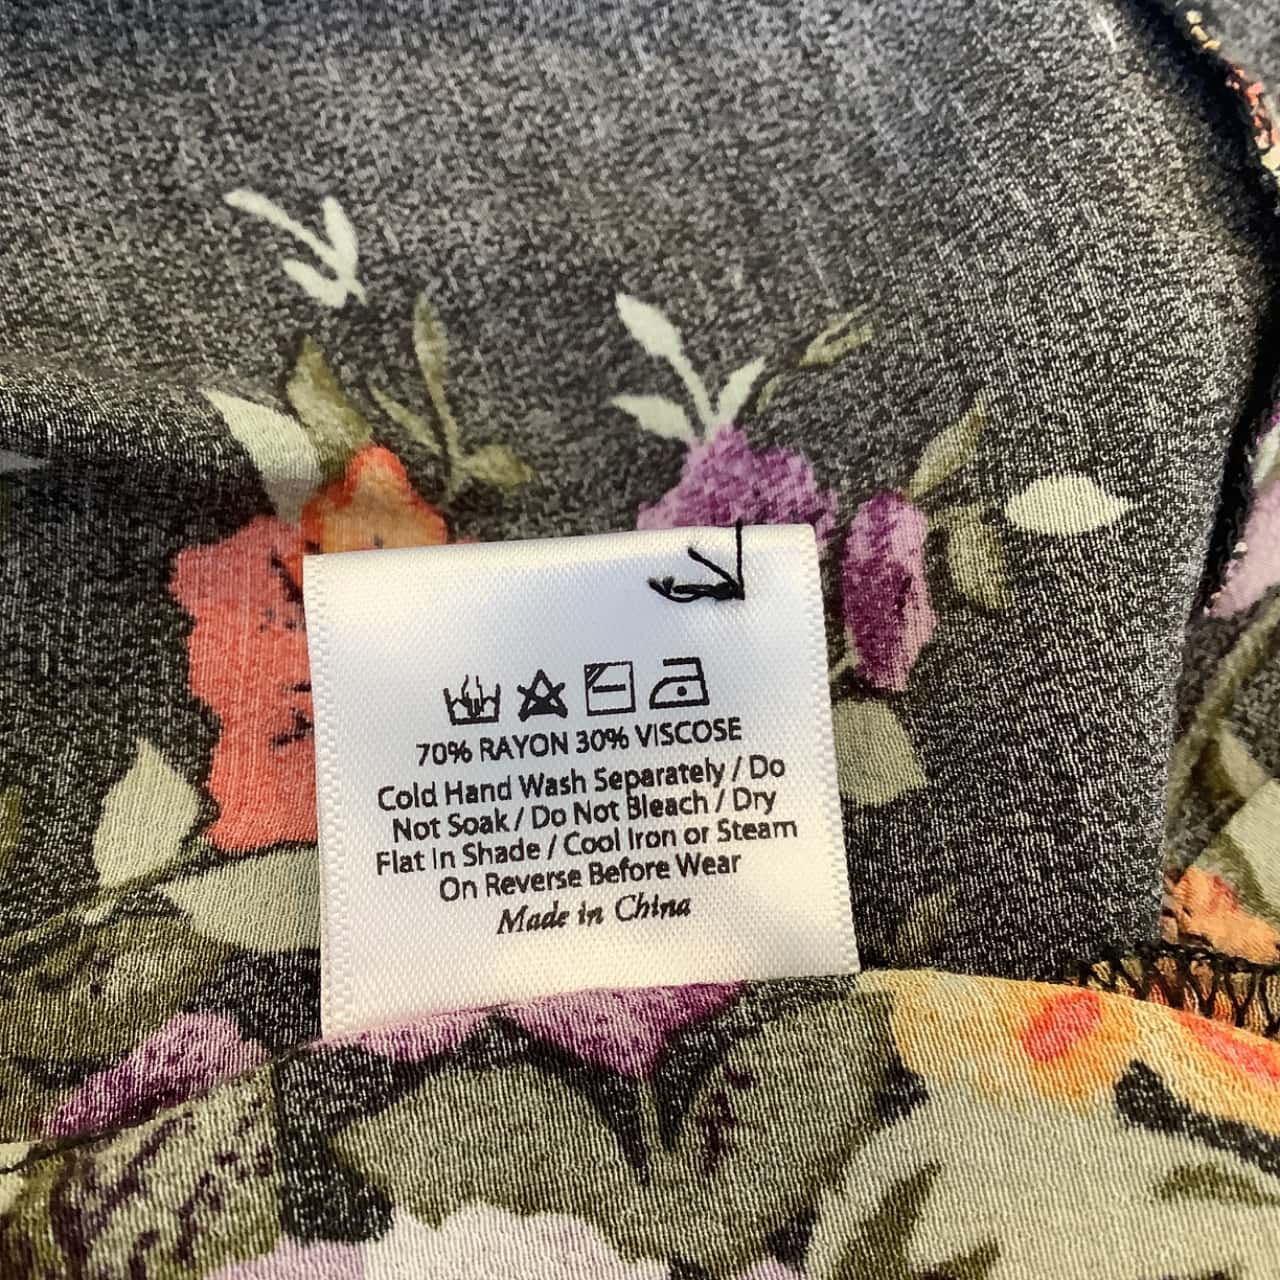 70% RAYON 30% VISCOSE
Cold Hand Wash Separately / Do
Not Soak / Do Not Bleach / Dry
Flat In Shade / Cool Iron or Steam
On Reverse Before Wear
Made in China